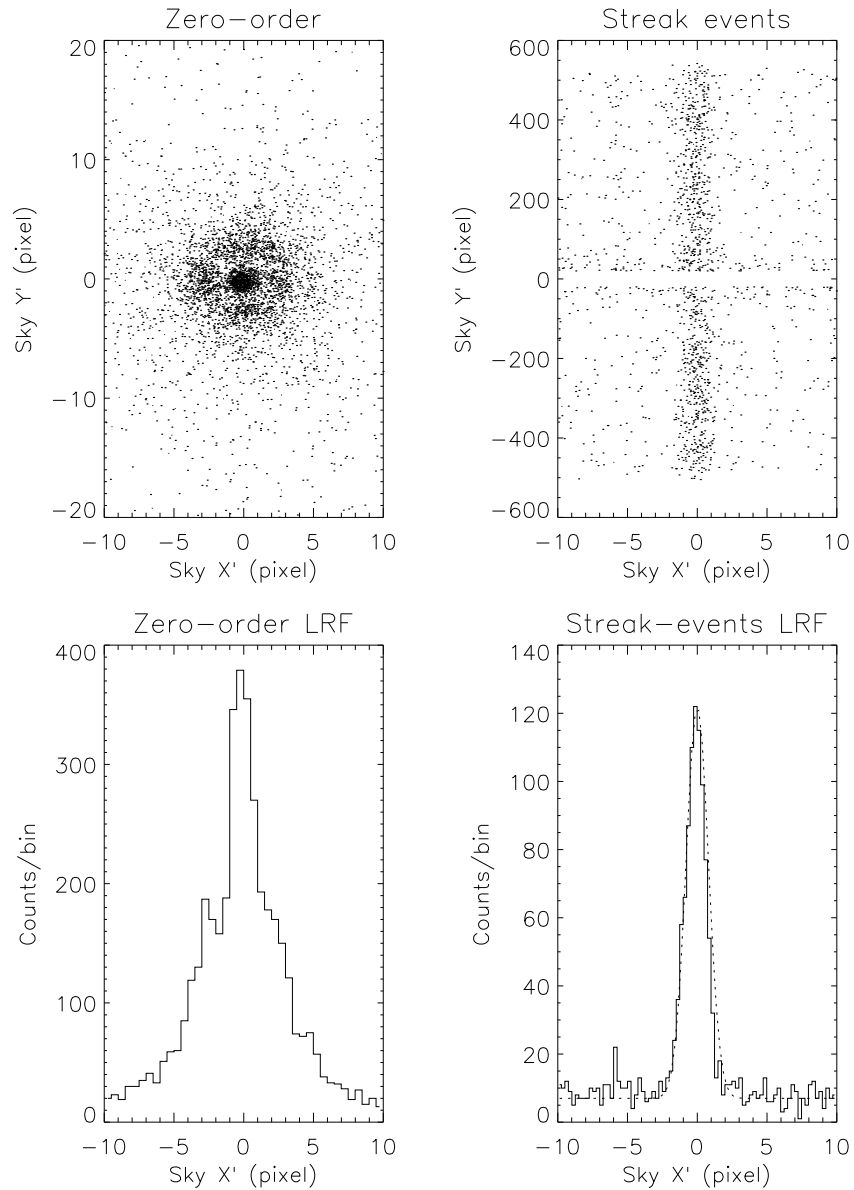 Zero-order
20
10
0
-10
-20
Sky Y' (pixel)
-10 -5 0 5 10
Sky X' (pixel)
Streak events
600
400
200
0
-200
-400
-600
Sky Y' (pixel)
-10 -5 0 5 10
Sky X' (pixel)
Zero-order LRF
400
300
200
100
0
Counts/bin
-10 -5 0 5 10
Sky X' (pixel)
Streak-events LRF
140
120
100
80
60
40
20
0
Counts/bin
-10 -5 0 5 10
Sky X' (pixel)